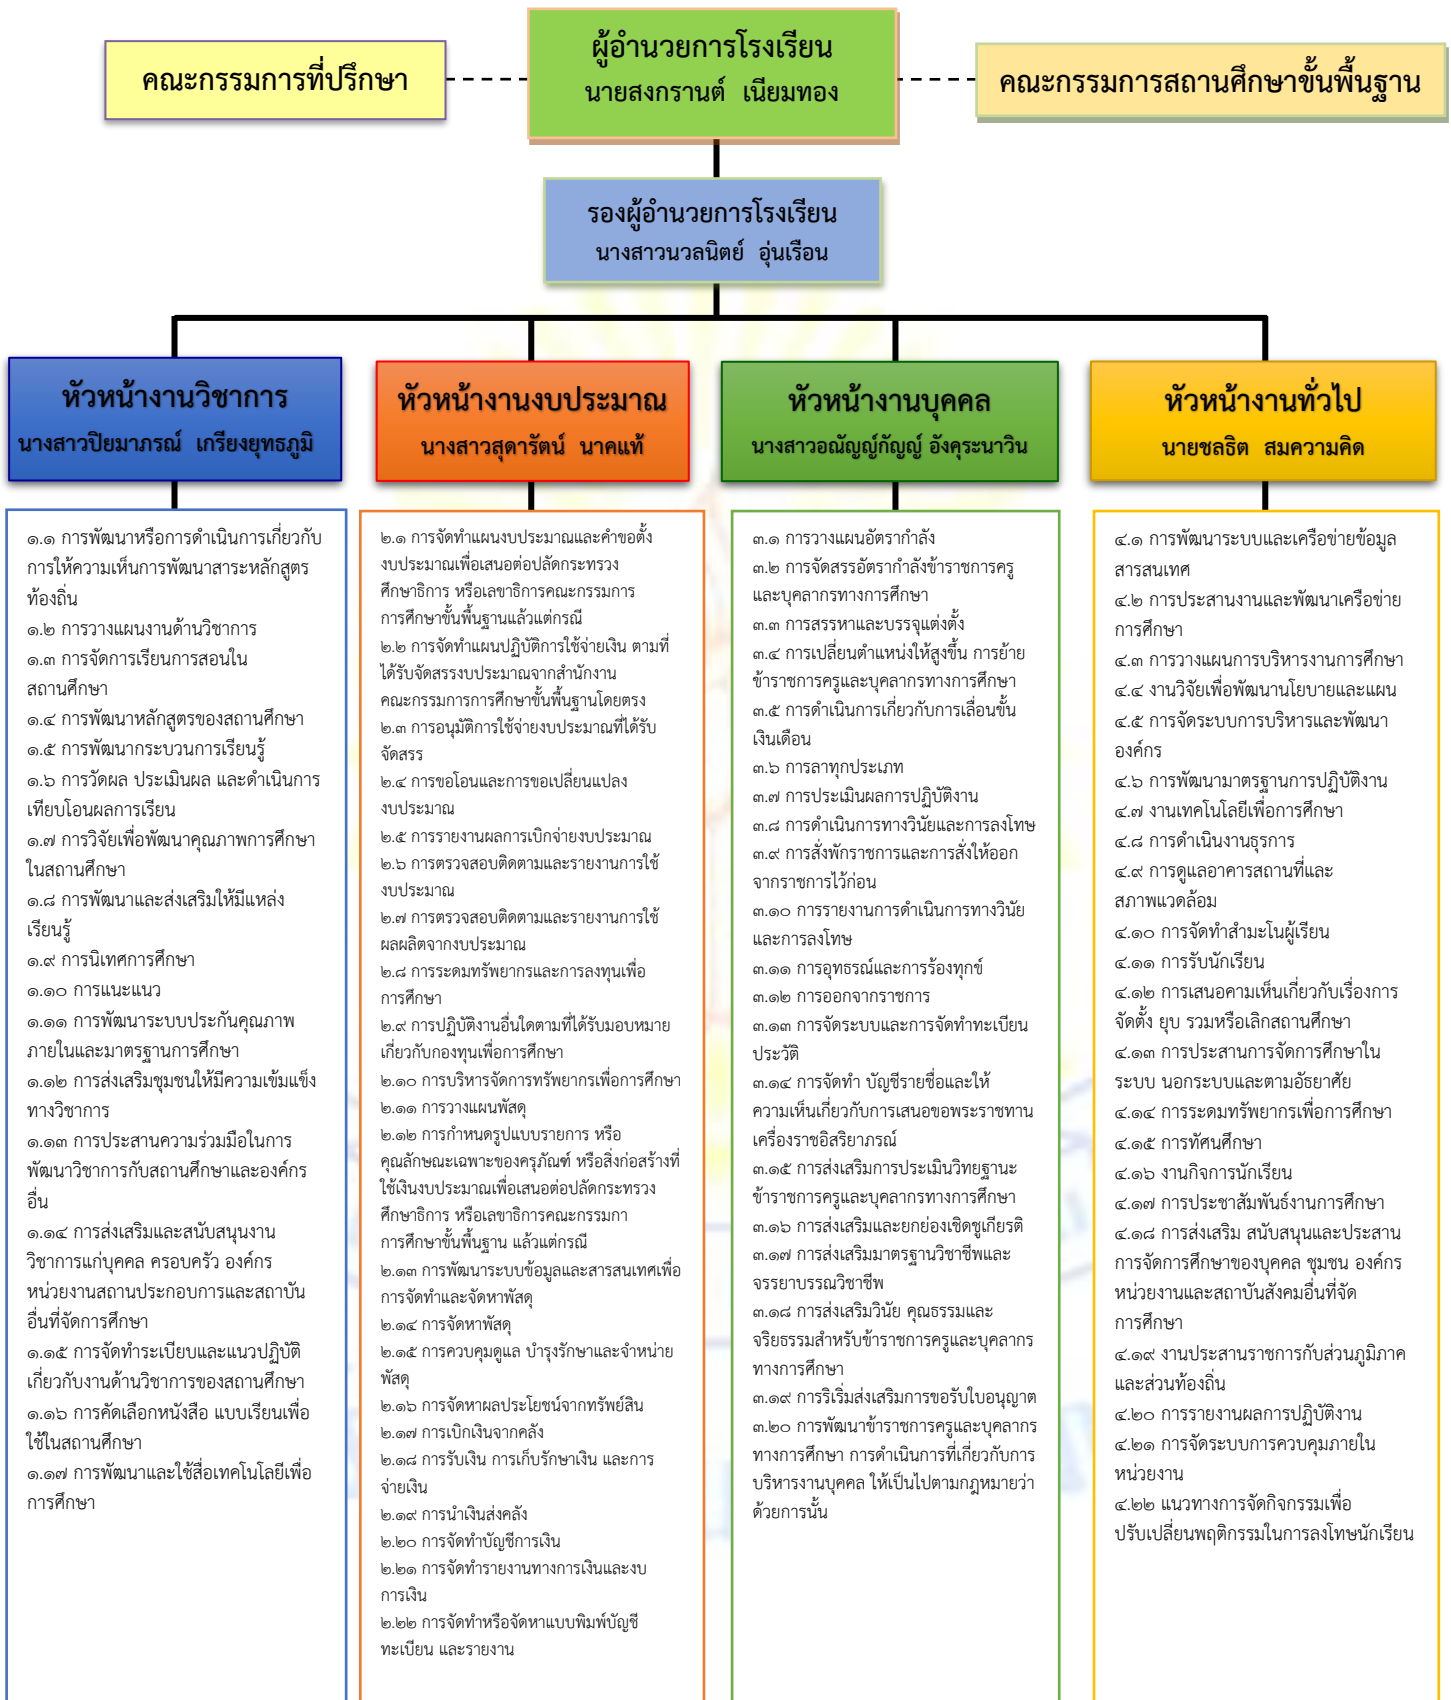 คณะกรรมการที่ปรึกษา
ผู้อำนวยการโรงเรียน
นายสงกรานต์ เนียมทอง
คณะกรรมการสถานศึกษาขั้นพื้นฐาน
รองผู้อำนวยการโรงเรียน
นางสาวนวลนิตย์ อุ่นเรือน
หัวหน้างานวิชาการ
นางสาวปิยมาภรณ์ เกรียงยุทธภูมิ
หัวหน้างานงบประมาณ
นางสาวสุดารัตน์ นาคแท้
หัวหน้างานบุคคล
นางสาวอณัญญ์กัญญ์ อังคุระนาวิน
หัวหน้างานทั่วไป
นายชลธิต สมความคิด
๑.๑ การพัฒนาหรือการดำเนินการเกี่ยวกับ
การให้ความเห็นการพัฒนาสาระหลักสูตร
ท้องถิ่น
๑.๒ การวางแผนงานด้านวิชาการ
๑.๓ การจัดการเรียนการสอนใน
สถานศึกษา
๑.๔ การพัฒนาหลักสูตรของสถานศึกษา
๑.๕ การพัฒนากระบวนการเรียนรู้
๑.๖ การวัดผล ประเมินผล และดำเนินการ
เทียบโอนผลการเรียน
๑.๗ การวิจัยเพื่อพัฒนาคุณภาพการศึกษา
ในสถานศึกษา
๑.๘ การพัฒนาและส่งเสริมให้มีแหล่ง
เรียนรู้
๑.๙ การนิเทศการศึกษา
๑.๑๐ การแนะแนว
๑.๑๑ การพัฒนาระบบประกันคุณภาพ
ภายในและมาตรฐานการศึกษา
๑.๑๒ การส่งเสริมชุมชนให้มีความเข้มแข็ง
ทางวิชาการ
๑.๑๓ การประสานความร่วมมือในการ
พัฒนาวิชาการกับสถานศึกษาและองค์กร
อื่น
๑.๑๔ การส่งเสริมและสนับสนุนงาน
วิชาการแก่บุคคล ครอบครัว องค์กร
หน่วยงานสถานประกอบการและสถาบัน
อื่นที่จัดการศึกษา
๑.๑๕ การจัดทำระเบียบและแนวปฏิบัติ
เกี่ยวกับงานด้านวิชาการของสถานศึกษา
๑.๑๖ การคัดเลือกหนังสือ แบบเรียนเพื่อ
ใช้ในสถานศึกษา
๑.๑๗ การพัฒนาและใช้สื่อเทคโนโลยีเพื่อ
การศึกษา
๒.๑ การจัดทำแผนงบประมาณและคำขอตั้ง
งบประมาณเพื่อเสนอต่อปลัดกระทรวง
ศึกษาธิการ หรือเลขาธิการคณะกรรมการ
การศึกษาขั้นพื้นฐานแล้วแต่กรณี
๒.๒ การจัดทำแผนปฏิบัติการใช้จ่ายเงิน ตามที่
ได้รับจัดสรรงบประมาณจากสำนักงาน
คณะกรรมการการศึกษาขั้นพื้นฐานโดยตรง
๒.๓ การอนุมัติการใช้จ่ายงบประมาณที่ได้รับ
จัดสรร
๒.๔ การขอโอนและการขอเปลี่ยนแปลง
งบประมาณ
๒.๕ การรายงานผลการเบิกจ่ายงบประมาณ
๒.๖ การตรวจสอบติดตามและรายงานการใช้
งบประมาณ
๒.๗ การตรวจสอบติดตามและรายงานการใช้
ผลผลิตจากงบประมาณ
๒.๘ การระดมทรัพยากรและการลงทุนเพื่อ
การศึกษา
๒.๙ การปฏิบัติงานอื่นใดตามที่ได้รับมอบหมาย
เกี่ยวกับกองทุนเพื่อการศึกษา
๒.๑๐ การบริหารจัดการทรัพยากรเพื่อการศึกษา
๒.๑๑ การวางแผนพัสดุ
๒.๑๒ การกำหนดรูปแบบรายการ หรือ
คุณลักษณะเฉพาะของครุภัณฑ์ หรือสิ่งก่อสร้างที่
ใช้เงินงบประมาณเพื่อเสนอต่อปลัดกระทรวง
ศึกษาธิการ หรือเลขาธิการคณะกรรมกา
การศึกษาขั้นพื้นฐาน แล้วแต่กรณี
๒.๑๓ การพัฒนาระบบข้อมูลและสารสนเทศเพื่อ
การจัดทำและจัดหาพัสดุ
๒.๑๔ การจัดหาพัสดุ
๒.๑๕ การควบคุมดูแล บำรุงรักษาและจำหน่าย
พัสดุ
๒.๑๖ การจัดหาผลประโยชน์จากทรัพย์สิน
๒.๑๗ การเบิกเงินจากคลัง
๒.๑๘ การรับเงิน การเก็บรักษาเงิน และการ
จ่ายเงิน
๒.๑๙ การนำเงินส่งคลัง
๒.๒๐ การจัดทำบัญชีการเงิน
๒.๒๑ การจัดทำรายงานทางการเงินและงบ
การเงิน
๒.๒๒ การจัดทำหรือจัดหาแบบพิมพ์บัญชี
ทะเบียน และรายงาน
๓.๑ การวางแผนอัตรากำลัง
๓.๒ การจัดสรรอัตรากำลังข้าราชการครู
และบุคลากรทางการศึกษา
๓.๓ การสรรหาและบรรจุแต่งตั้ง
๓.๔ การเปลี่ยนตำแหน่งให้สูงขึ้น การย้าย
ข้าราชการครูและบุคลากรทางการศึกษา
๓.๕ การดำเนินการเกี่ยวกับการเลื่อนขั้น
เงินเดือน
๓.๖ การลาทุกประเภท
๓.๗ การประเมินผลการปฏิบัติงาน
๓.๘ การดำเนินการทางวินัยและการลงโทษ
๓.๙ การสั่งพักราชการและการสั่งให้ออก
จากราชการไว้ก่อน
๓.๑๐ การรายงานการดำเนินการทางวินัย
และการลงโทษ
๓.๑๑ การอุทธรณ์และการร้องทุกข์
๓.๑๒ การออกจากราชการ
๓.๑๓ การจัดระบบและการจัดทำทะเบียน
ประวัติ
๓.๑๔ การจัดทำ บัญชีรายชื่อและให้
ความเห็นเกี่ยวกับการเสนอขอพระราชทาน
เครื่องราชอิสริยาภรณ์
๓.๑๕ การส่งเสริมการประเมินวิทยฐานะ
ข้าราชการครูและบุคลากรทางการศึกษา
๓.๑๖ การส่งเสริมและยกย่องเชิดชูเกียรติ
๓.๑๗ การส่งเสริมมาตรฐานวิชาชีพและ
จรรยาบรรณวิชาชีพ
๓.๑๘ การส่งเสริมวินัย คุณธรรมและ
จริยธรรมสำหรับข้าราชการครูและบุคลากร
ทางการศึกษา
๓.๑๙ การริเริ่มส่งเสริมการขอรับใบอนุญาต
๓.๒๐ การพัฒนาข้าราชการครูและบุคลากร
ทางการศึกษา การดำเนินการที่เกี่ยวกับการ
บริหารงานบุคคล ให้เป็นไปตามกฎหมายว่า
ด้วยการนั้น
๔.๑ การพัฒนาระบบและเครือข่ายข้อมูล
สารสนเทศ
๔.๒ การประสานงานและพัฒนาเครือข่าย
การศึกษา
๔.๓ การวางแผนการบริหารงานการศึกษา
๔.๔ งานวิจัยเพื่อพัฒนานโยบายและแผน
๔.๕ การจัดระบบการบริหารและพัฒนา
องค์กร
๔.๖ การพัฒนามาตรฐานการปฏิบัติงาน
๔.๗ งานเทคโนโลยีเพื่อการศึกษา
๔.๘ การดำเนินงานธุรการ
๔.๙ การดูแลอาคารสถานที่และ
สภาพแวดล้อม
๔.๑๐ การจัดทำสำมะโนผู้เรียน
๔.๑๑ การรับนักเรียน
๔.๑๒ การเสนอคามเห็นเกี่ยวกับเรื่องการ
จัดตั้ง ยุบ รวมหรือเลิกสถานศึกษา
๔.๑๓ การประสานการจัดการศึกษาใน
ระบบ นอกระบบและตามอัธยาศัย
๔.๑๔ การระดมทรัพยากรเพื่อการศึกษา
๔.๑๕ การทัศนศึกษา
๔.๑๖ งานกิจการนักเรียน
๔.๑๗ การประชาสัมพันธ์งานการศึกษา
๔.๑๘ การส่งเสริม สนับสนุนและประสาน
การจัดการศึกษาของบุคคล ชุมชน องค์กร
หน่วยงานและสถาบันสังคมอื่นที่จัด
การศึกษา
๔.๑๙ งานประสานราชการกับส่วนภูมิภาค
และส่วนท้องถิ่น
๔.๒๐ การรายงานผลการปฏิบัติงาน
๔.๒๑ การจัดระบบการควบคุมภายใน
หน่วยงาน
๔.๒๒ แนวทางการจัดกิจกรรมเพื่อ
ปรับเปลี่ยนพฤติกรรมในการลงโทษนักเรียน